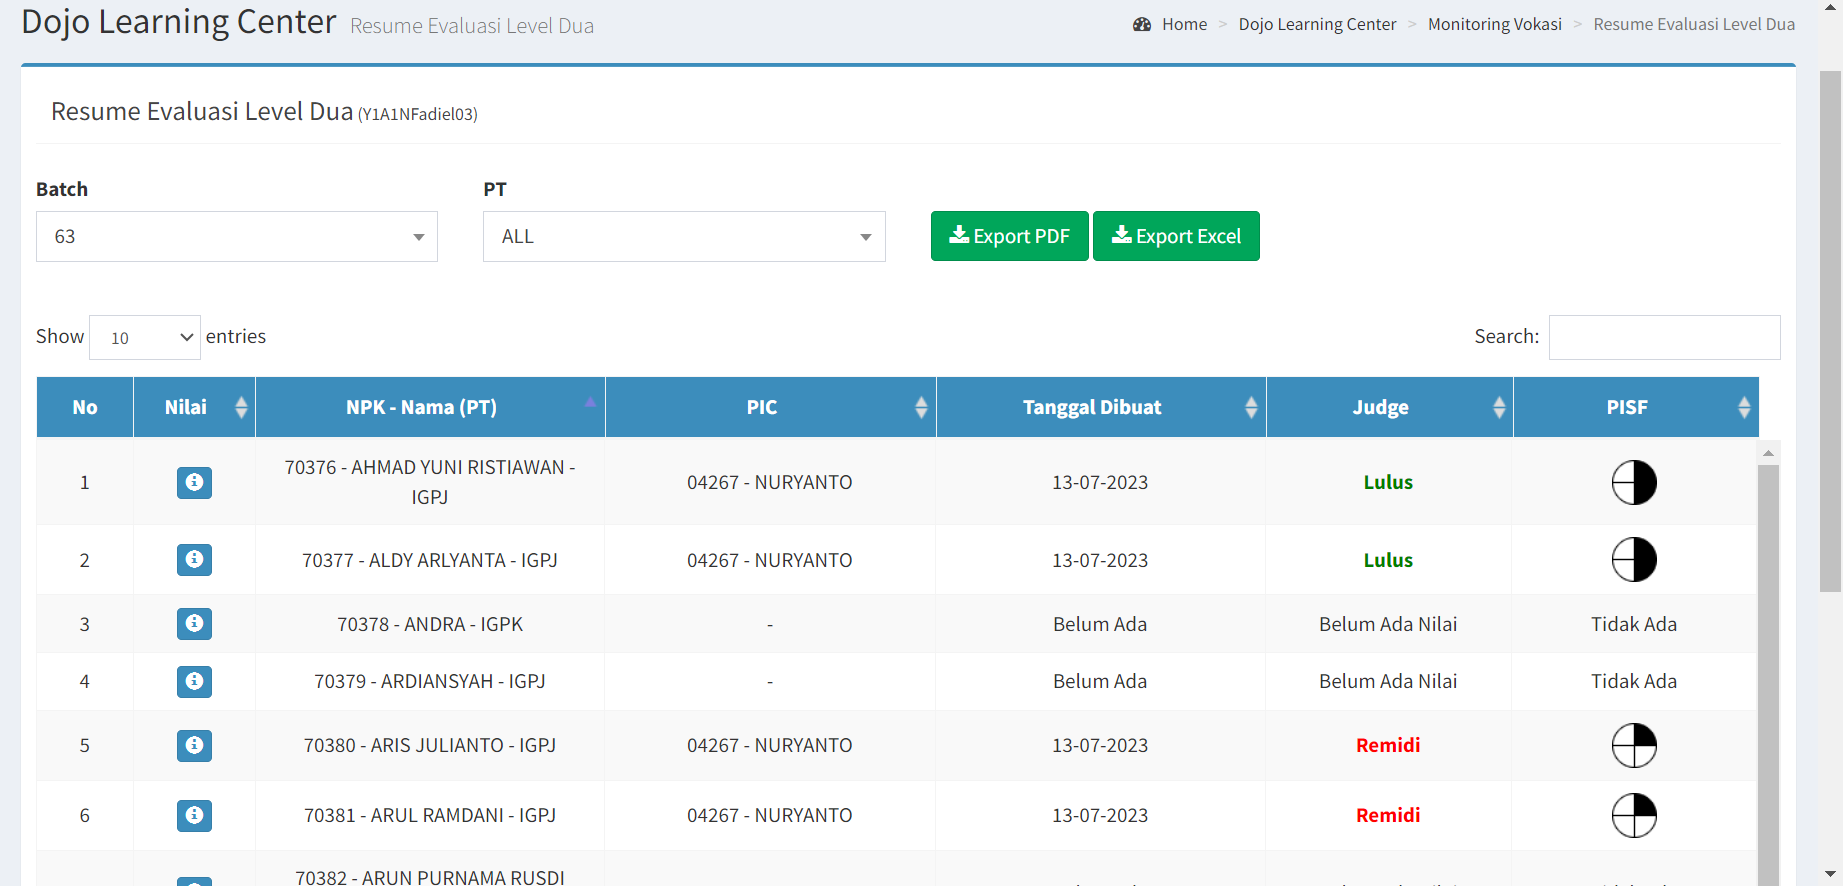 Dojo Learning Center Resume Evaluasi Level Dua
Home > Dojo Learning Center > Monitoring Vokasi > Resume Evaluasi Level Dua
Resume Evaluasi Level Dua (Y1A1NFadiel03)
Batch PT
63 ALL Export PDF Export Excel
Show 10 entries Search:
No Nilai NPK - Nama (PT) PIC Tanggal Dibuat Judge PISF
1 70376 - AHMAD YUNI RISTIAWAN - IGPJ 04267 - NURYANTO 13-07-2023 Lulus
2 70377 - ALDY ARLYANTA - IGPJ 04267 - NURYANTO 13-07-2023 Lulus
3 70378 - ANDRA - IGPK - Belum Ada Belum Ada Nilai Tidak Ada
4 70379 - ARDIANSYAH - IGPJ - Belum Ada Belum Ada Nilai Tidak Ada
5 70380 - ARIS JULIANTO - IGPJ 04267 - NURYANTO 13-07-2023 Remidi
6 70381 - ARUL RAMDANI - IGPJ 04267 - NURYANTO 13-07-2023 Remidi
70382 - ARUN PURNAMA RUSDI